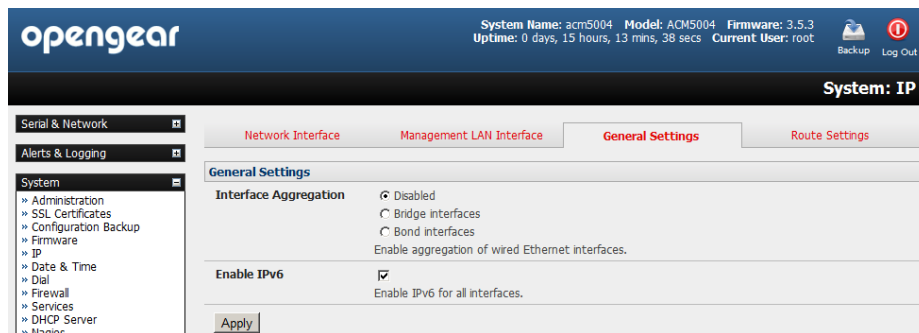 opengear
System Name: acm5004 Model: ACM5004 Firmware: 3.5.3
Uptime: 0 days, 15 hours, 13 mins, 38 secs Current User: root
Backup
Log Out
System: IP
Serial & Network
Alerts & Logging
System
» Administration
» SSL Certificates
» Configuration Backup
» Firmware
» IP
» Date & Time
» Dial
» Firewall
» Services
» DHCP Server
» Nagios
Network Interface
Management LAN Interface
General Settings
Route Settings
General Settings
Interface Aggregation
Disabled
Bridge interfaces
Bond interfaces
Enable aggregation of wired Ethernet interfaces.
Enable IPv6
Enable IPv6 for all interfaces.
Apply